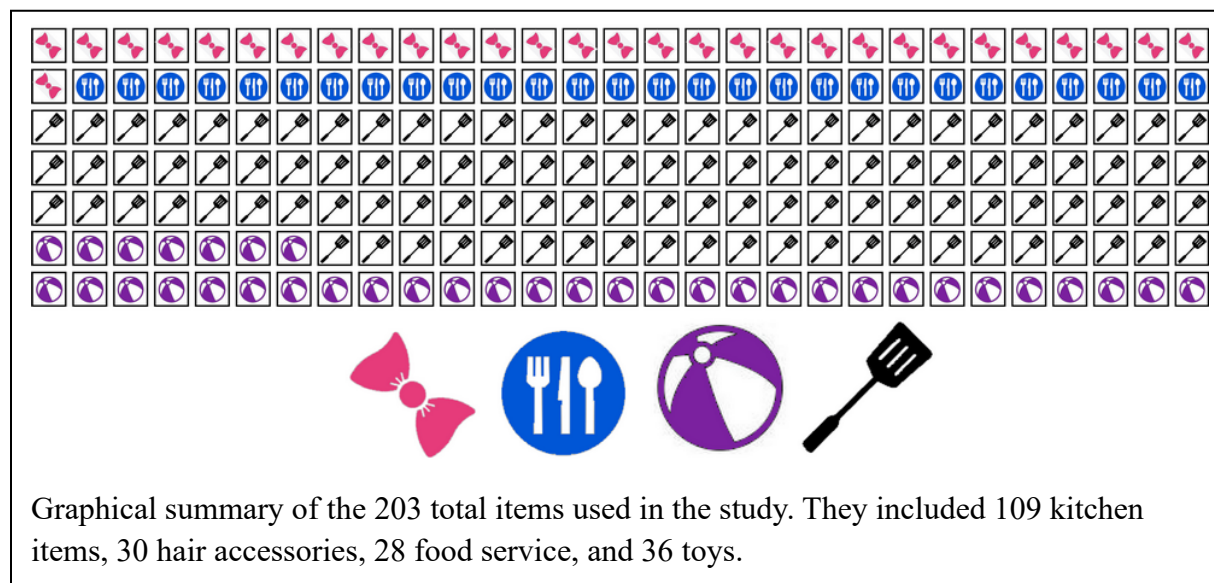 Graphical summary of the 203 total items used in the study. They included 109 kitchen
items, 30 hair accessories, 28 food service, and 36 toys.